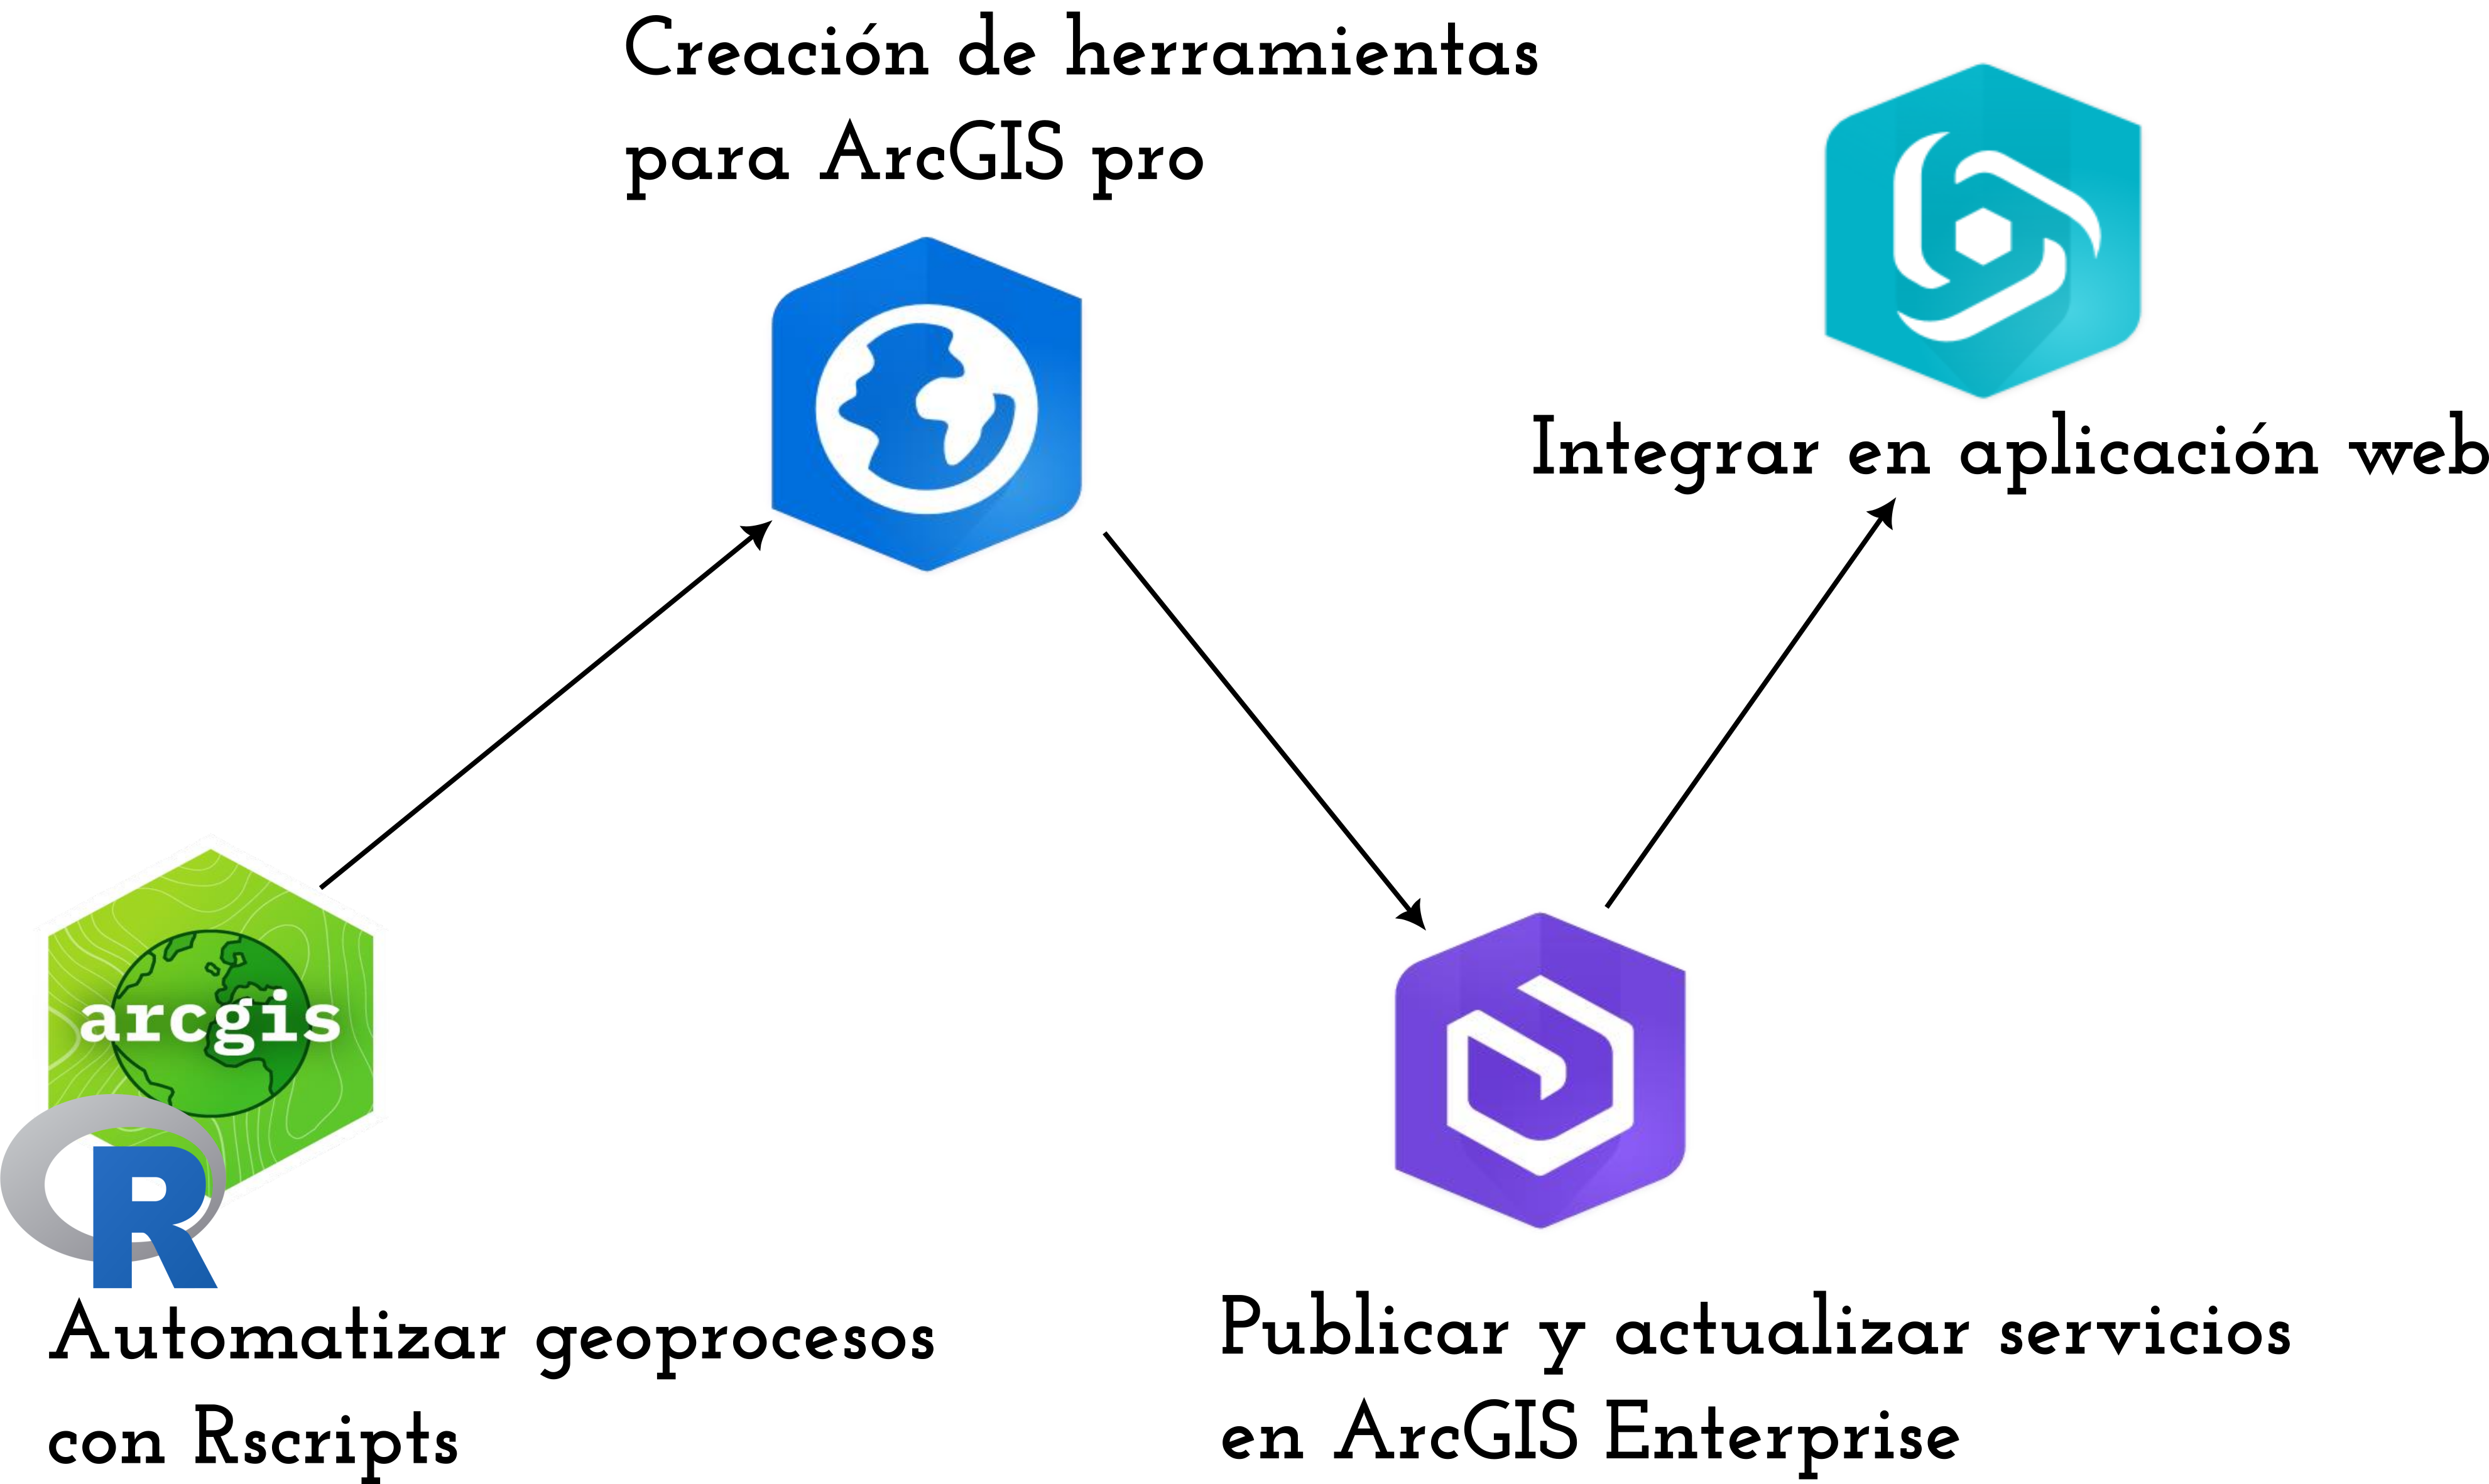 Creación de herramientas
para ArcGIS pro
Integrar en aplicación web
arcgis
R
Automatizar geoprocesos
con Rscripts
Publicar y actualizar servicios
en ArcGIS Enterprise